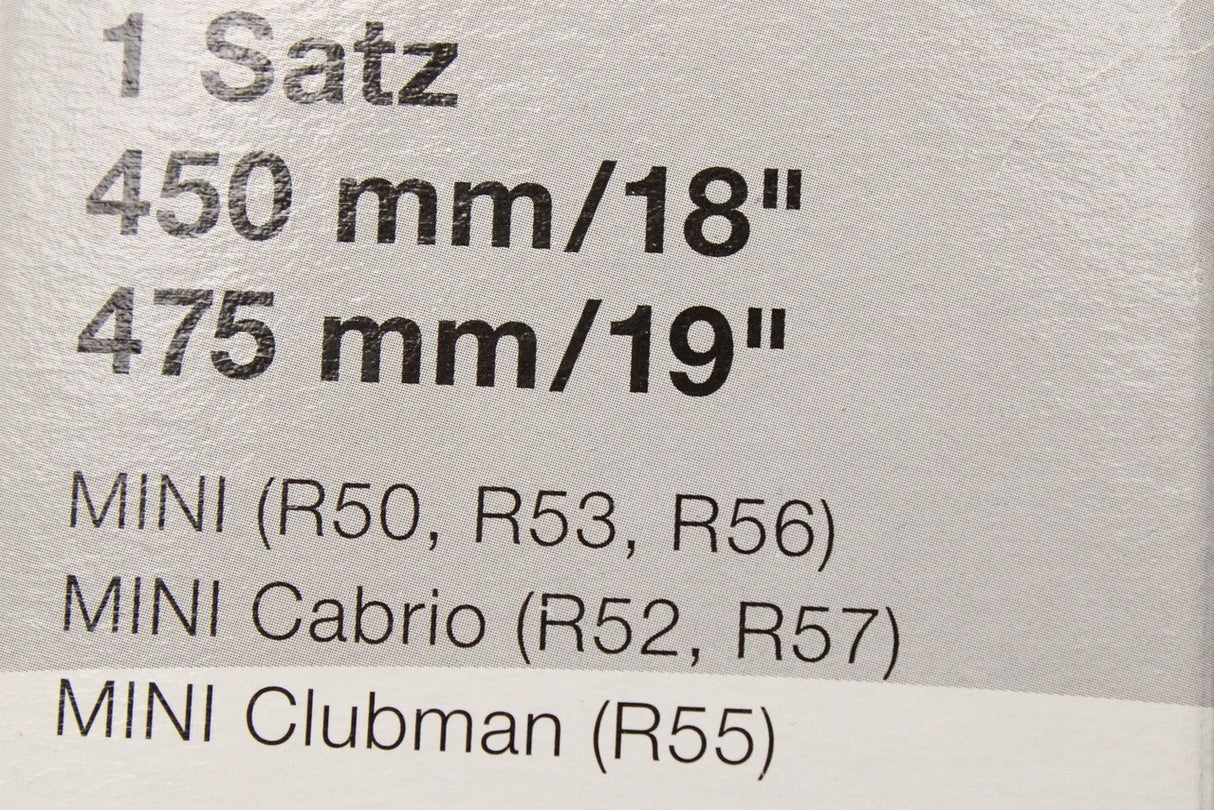 1 Satz
450 mm/18"
475 mm/19"
MINI (R50, R53, R56)
MINI Cabrio (R52, R57)
MINI Clubman (R55)